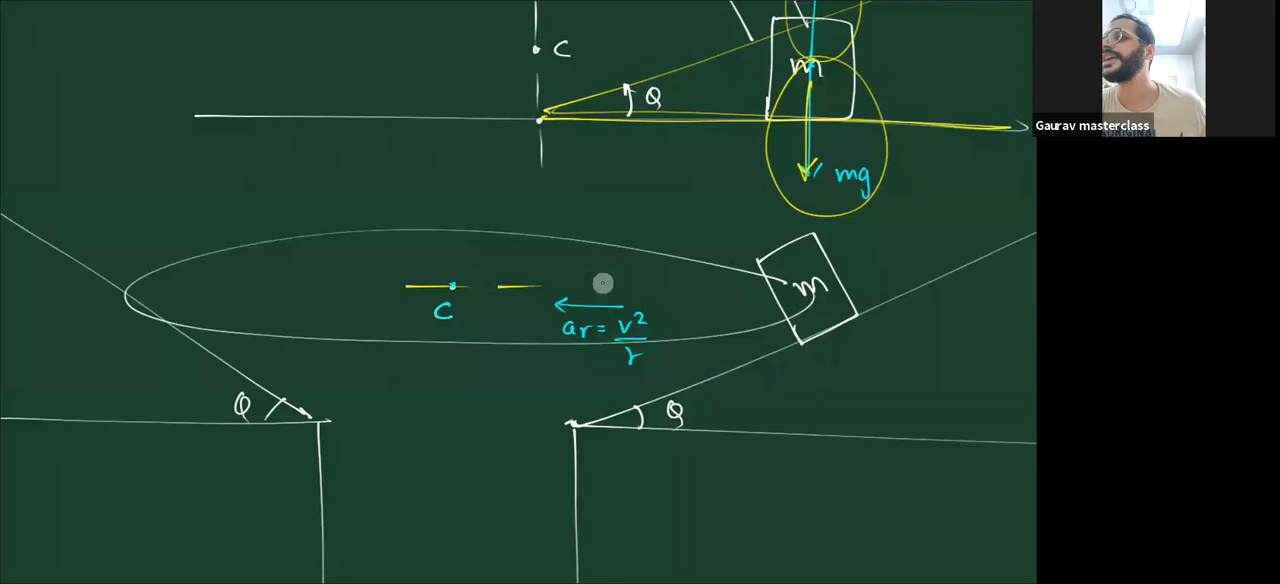 C
Q
m
mg
Gaurav masterclass
m
C
ar = v²/r
Q
Q